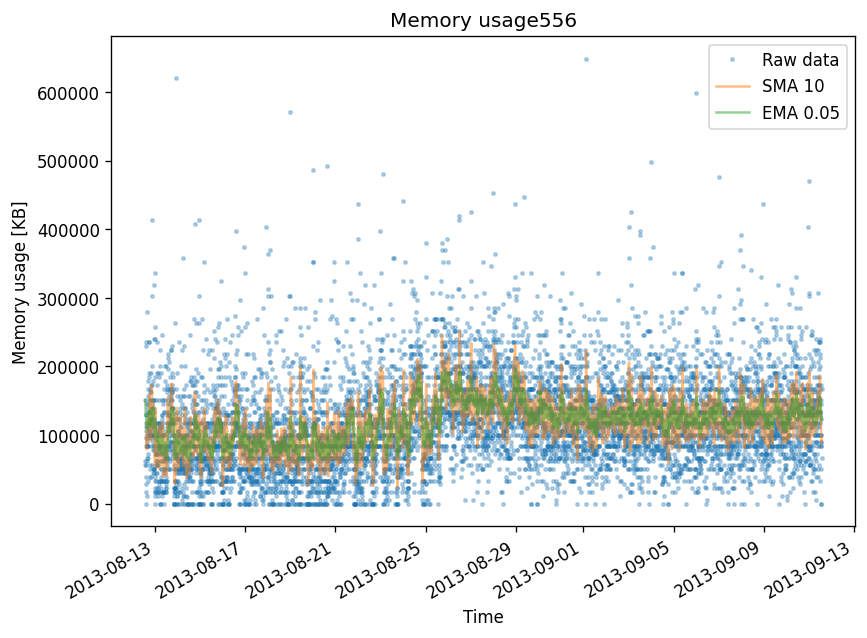 Memory usage556
Raw data
SMA 10
EMA 0.05
Memory usage [KB]
600000
500000
400000
300000
200000
100000
0
2013-08-13
2013-08-17
2013-08-21
2013-08-25
2013-08-29
2013-09-01
2013-09-05
2013-09-09
2013-09-13
Time